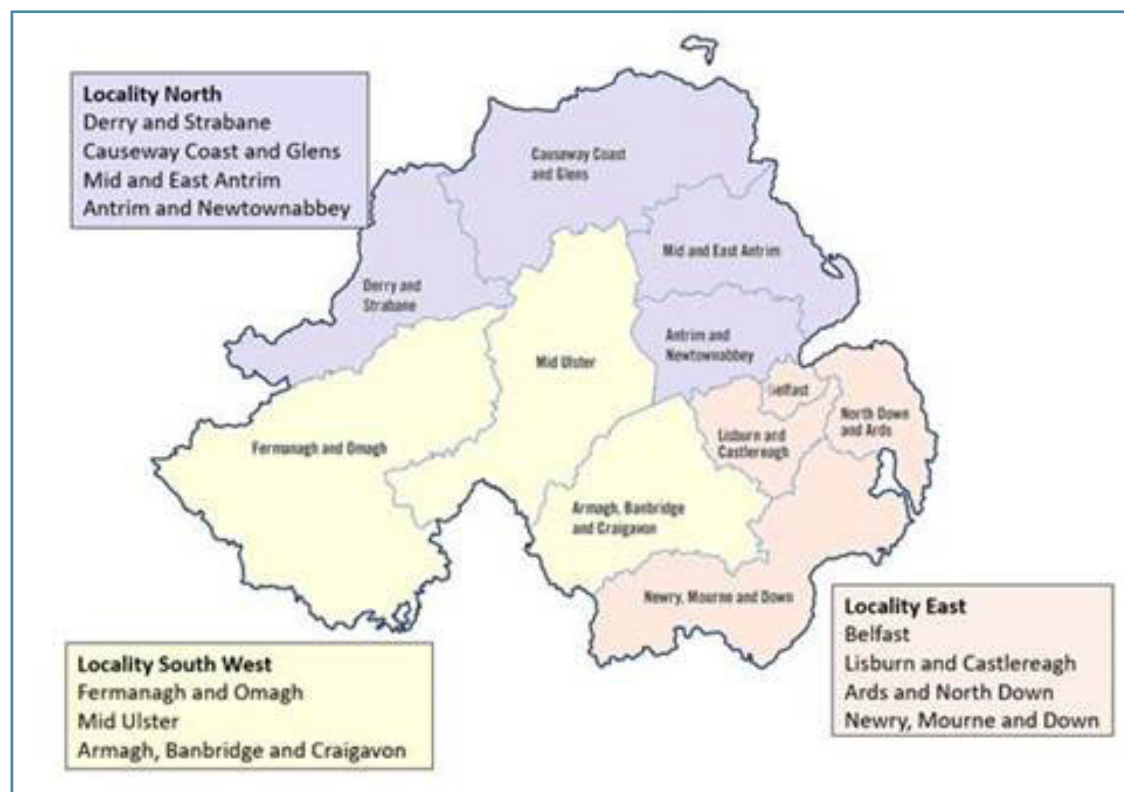 Locality North
Derry and Strabane
Causeway Coast and Glens
Mid and East Antrim
Antrim and Newtownabbey
Causeway Coast
and Glens
Mid and East Antrim
Derry and
Strabane
Antrim and
Newtownabbey
Mid Ulster
Belfast
North Down
and Ards
Lisburn and
Castlereagh
Fermanagh and Omagh
Armagh, Banbridge
and Craigavon
Newry, Mourne and Down
Locality East
Belfast
Lisburn and Castlereagh
Ards and North Down
Newry, Mourne and Down
Locality South West
Fermanagh and Omagh
Mid Ulster
Armagh, Banbridge and Craigavon